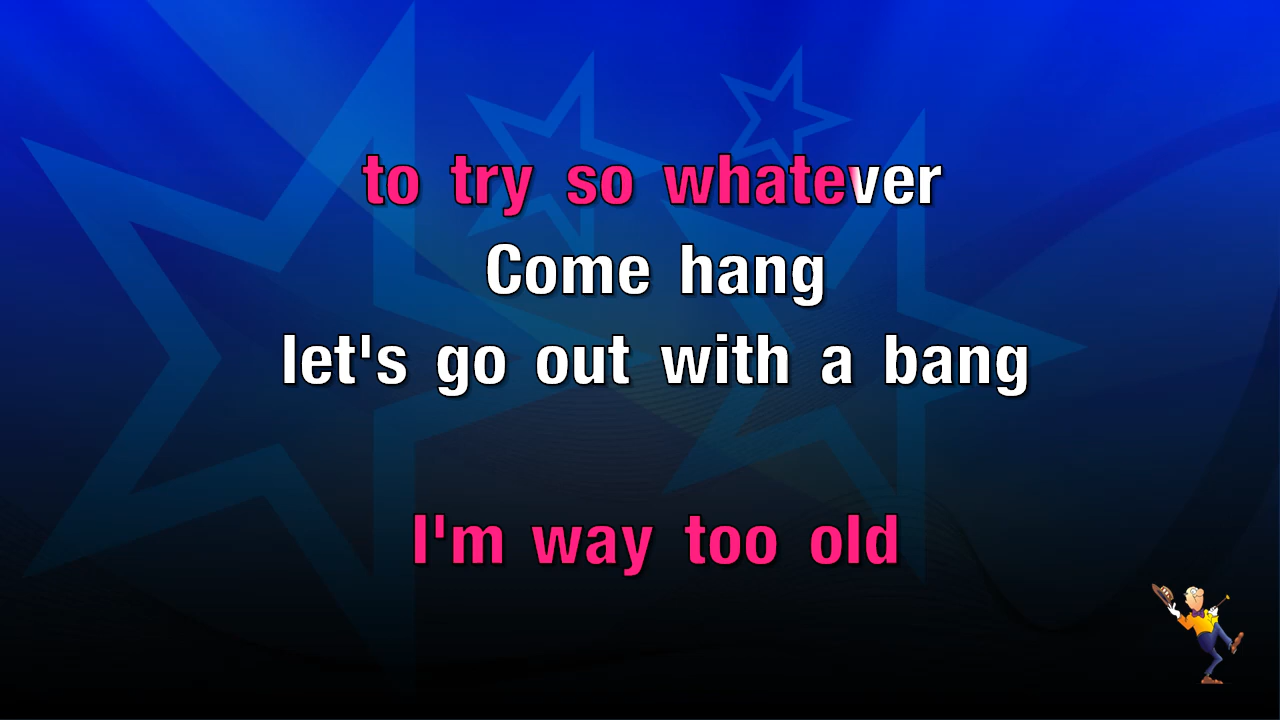 to try so whatever
Come hang
let's go out with a bang
I'm way too old